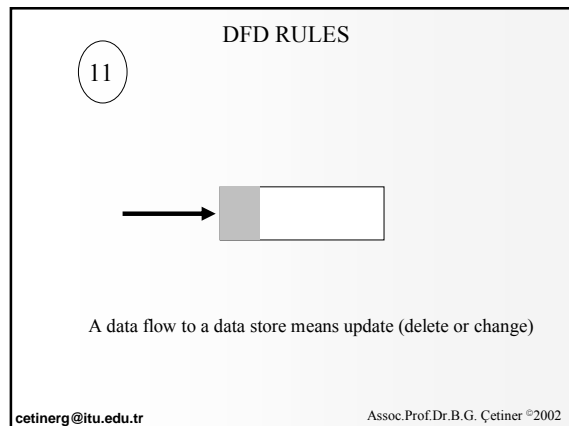 DFD RULES
11
A data flow to a data store means update (delete or change)
cetinerg@itu.edu.tr
Assoc.Prof.Dr.B.G. Çetiner ©2002